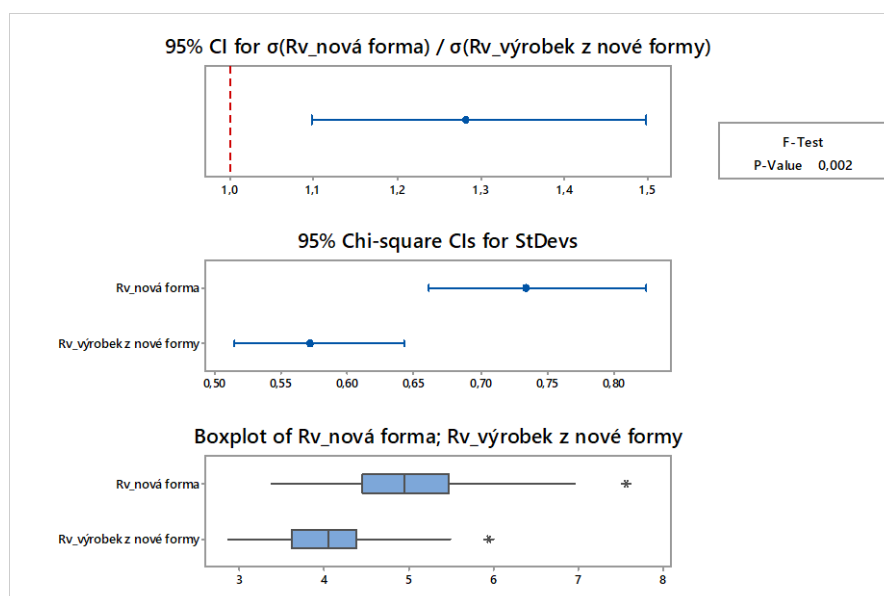 95% CI for σ(Rv_nová forma) / σ(Rv_výrobek z nové formy)
F-Test
P-Value 0,002
1,0 1,1 1,2 1,3 1,4 1,5
95% Chi-square CIs for StDevs
Rv_nová forma
Rv_výrobek z nové formy
0,50 0,55 0,60 0,65 0,70 0,75 0,80
Boxplot of Rv_nová forma; Rv_výrobek z nové formy
Rv_nová forma
Rv_výrobek z nové formy
3 4 5 6 7 8